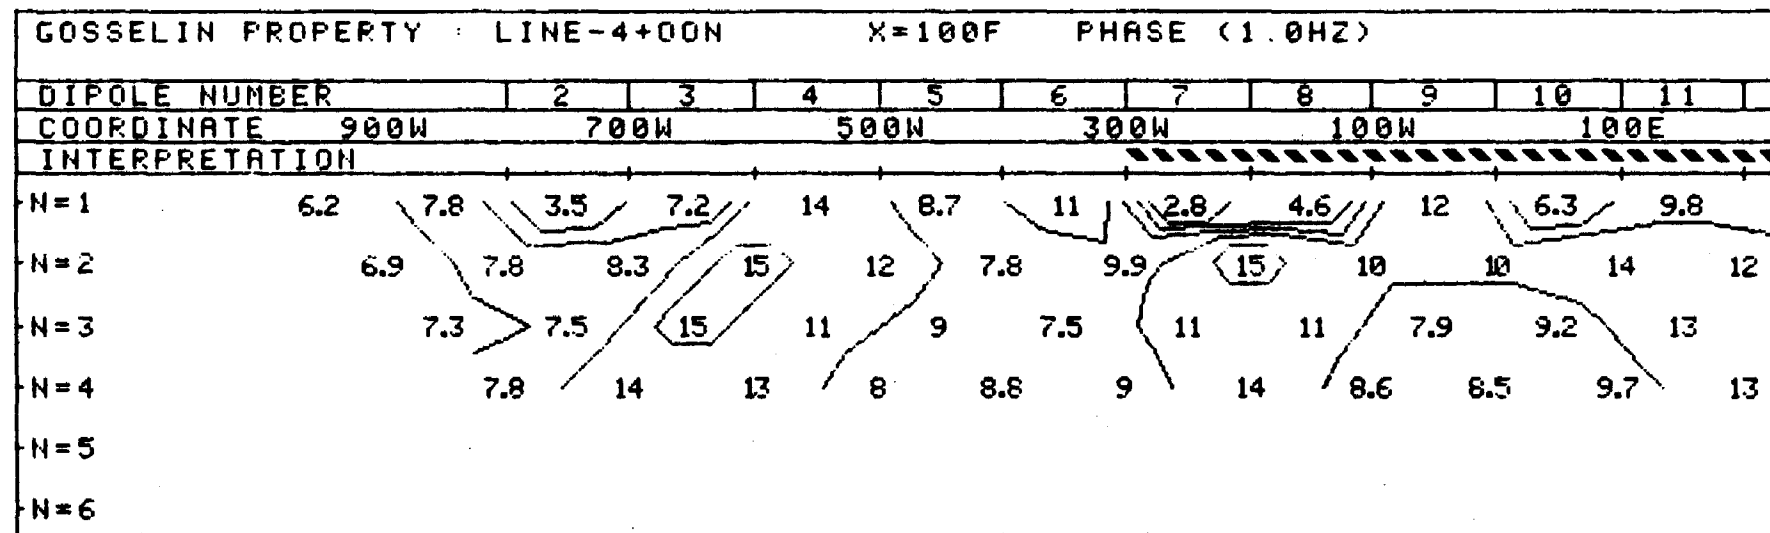 GOSSELIN PROPERTY : LINE-4+00N X=100F PHASE (1.0HZ)
DIPOLE NUMBER 2 3 4 5 6 7 8 9 10 11
COORDINATE 900W 700W 500W 300W 100W 100E
INTERPRETATION
N=1 6.2 7.8 3.5 7.2 14 8.7 11 2.8 4.6 12 6.3 9.8
N=2 6.9 7.8 8.3 15 12 7.8 9.9 15 10 10 14 12
N=3 7.3 7.5 15 11 9 7.5 11 11 7.9 9.2 13
N=4 7.8 14 13 8 8.8 9 14 8.6 8.5 9.7 13
N=5
N=6